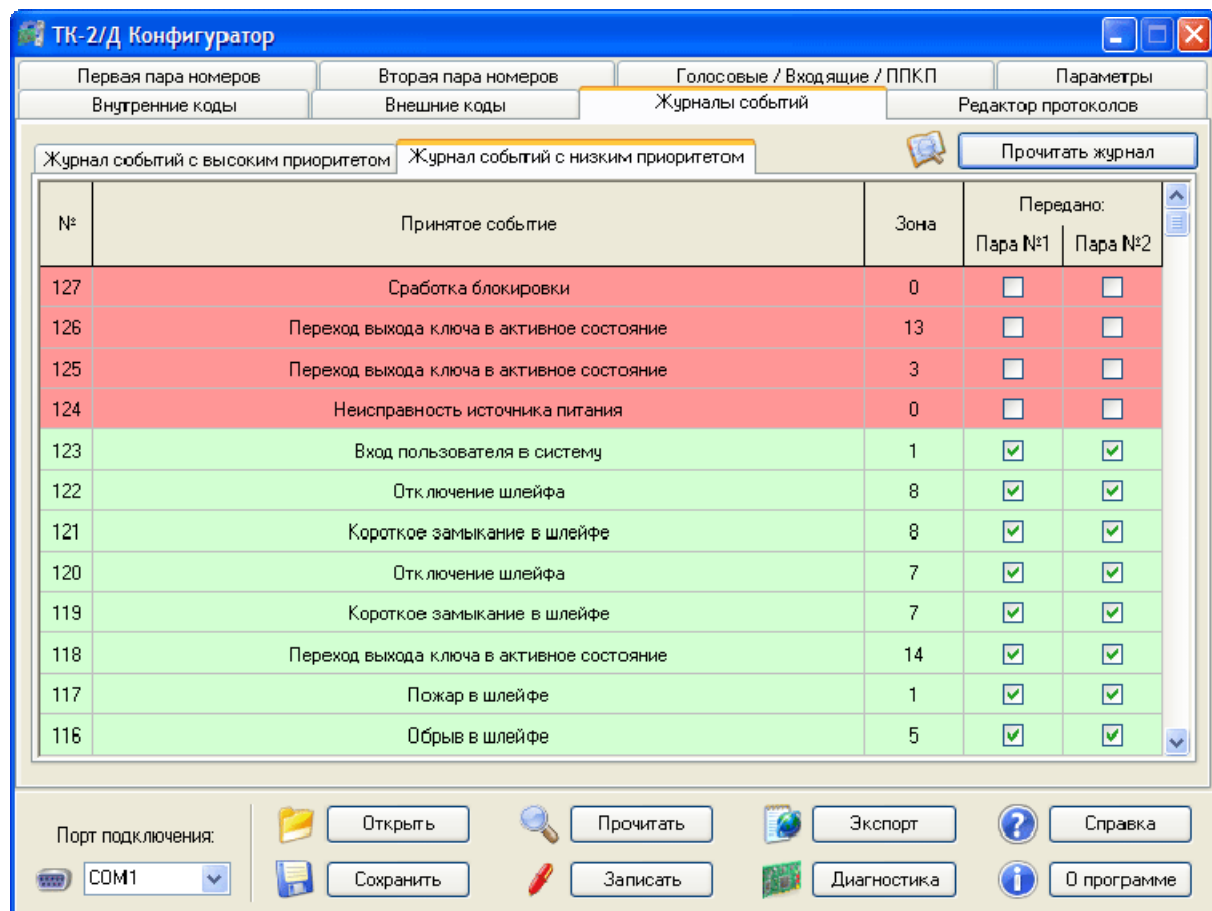 ТК-2/Д Конфигуратор
Первая пара номеров Вторая пара номеров Голосовые / Входящие / ППКП Параметры
Внутренние коды Внешние коды Журналы событий Редактор протоколов
Журнал событий с высоким приоритетом Журнал событий с низким приоритетом Прочитать журнал
№ Принятое событие Зона Передано:
Пара №1 Пара №2
127 Сработка блокировки 0
126 Переход выхода ключа в активное состояние 13
125 Переход выхода ключа в активное состояние 3
124 Неисправность источника питания 0
123 Вход пользователя в систему 1
122 Отключение шлейфа 8
121 Короткое замыкание в шлейфе 8
120 Отключение шлейфа 7
119 Короткое замыкание в шлейфе 7
118 Переход выхода ключа в активное состояние 14
117 Пожар в шлейфе 1
116 Обрыв в шлейфе 5
Порт подключения: Открыть Прочитать Экспорт Справка
COM1 Сохранить Записать Диагностика О программе